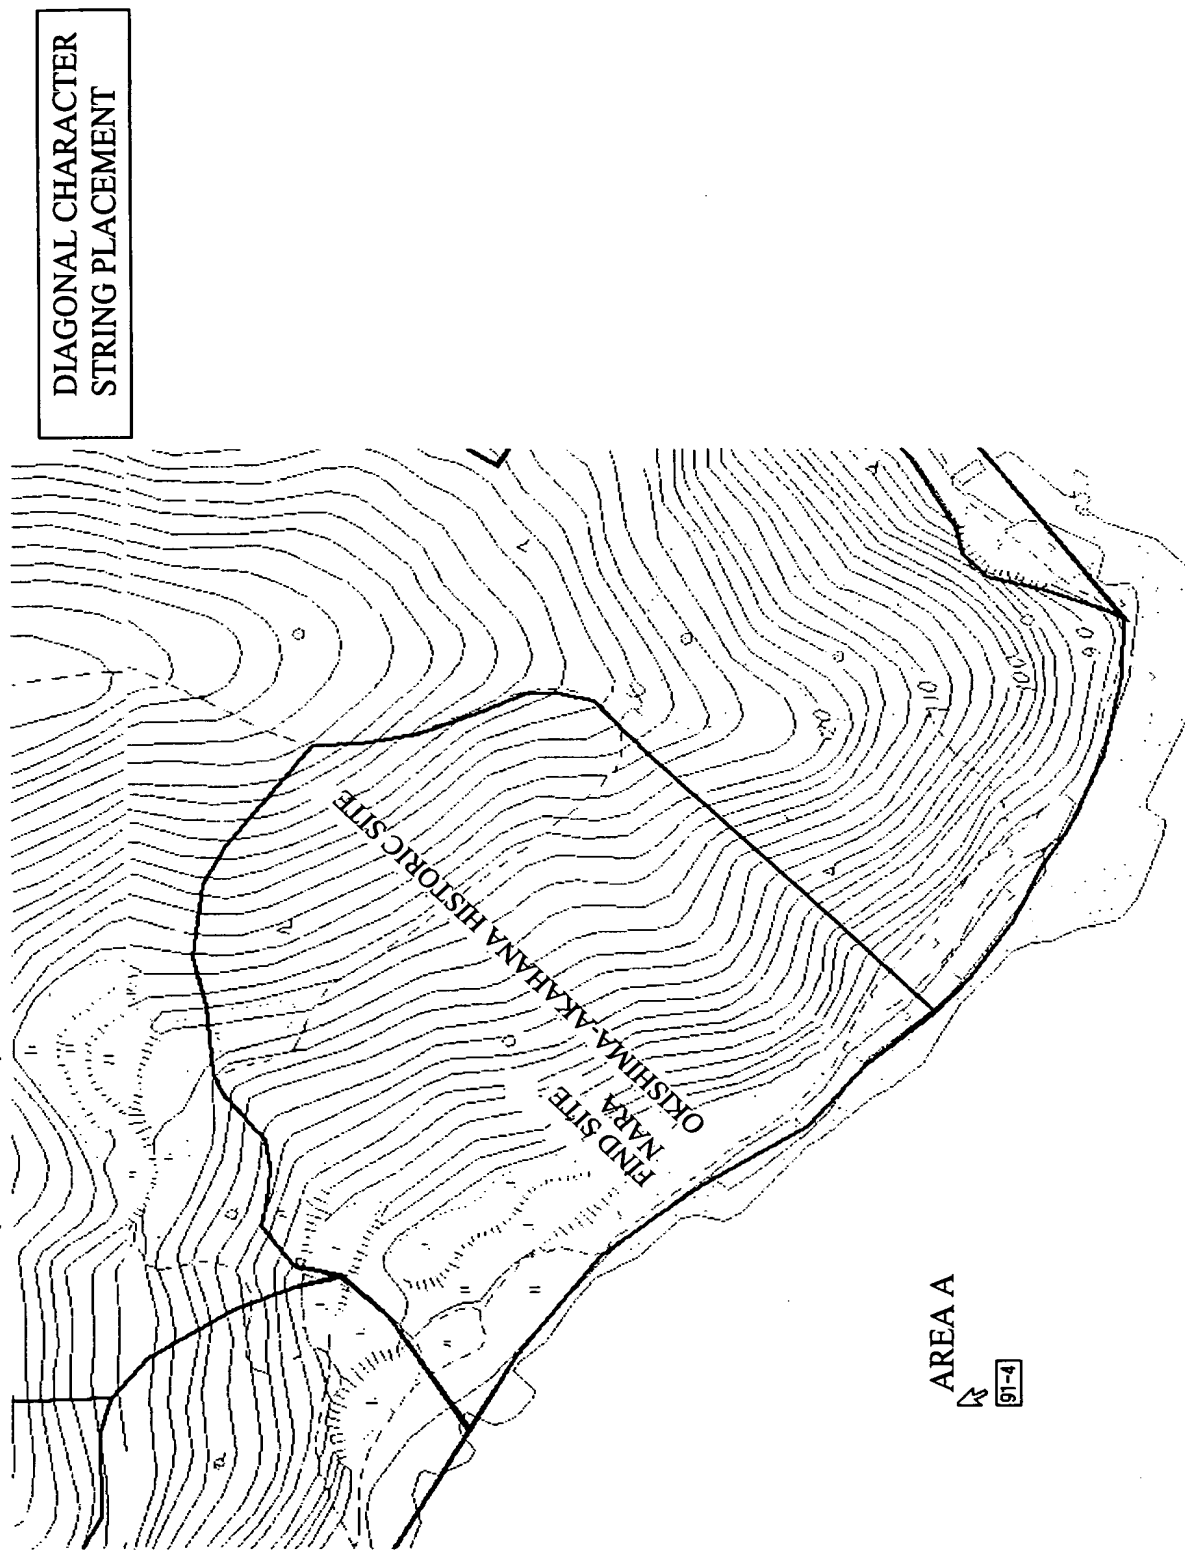 DIAGONAL CHARACTER
STRING PLACEMENT
OKISHIMA-AKAHANA HISTORIC SITE
NARA
FIND SITE
AREA A
91-4